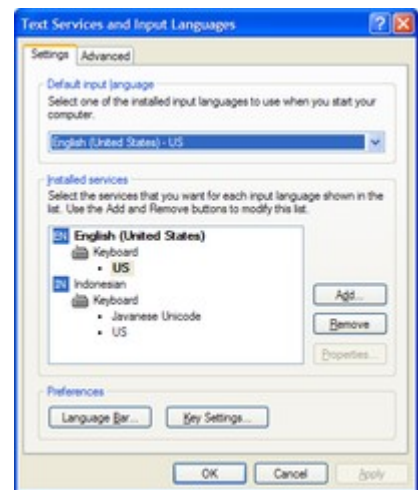 Text Services and Input Languages
Settings
Advanced
Default input language
Select one of the installed input languages to use when you start your
computer.
English (United States) - US
Installed services
Select the services that you want for each input language shown in the
list. Use the Add and Remove buttons to modify this list.
EN English (United States)
Keyboard
• US
IN Indonesian
Keyboard
• Javanese Unicode
• US
Add...
Remove
Properties...
Preferences
Language Bar...
Key Settings...
OK
Cancel
Apply